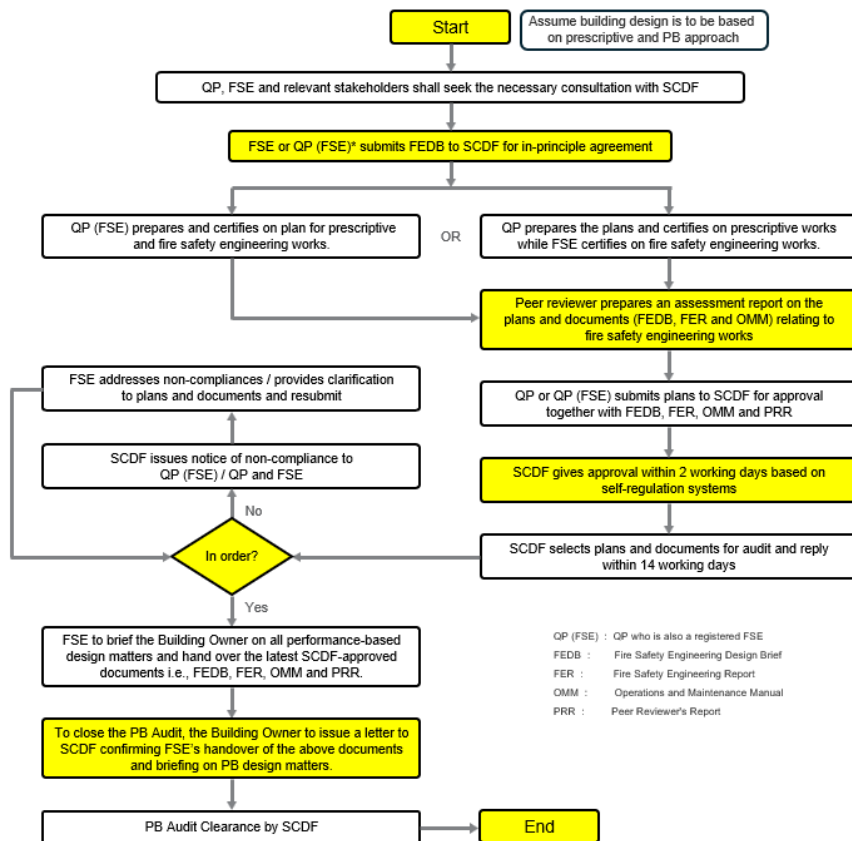 Start
Assume building design is to be based
on prescriptive and PB approach
QP, FSE and relevant stakeholders shall seek the necessary consultation with SCDF
FSE or QP (FSE)* submits FEDB to SCDF for in-principle agreement
QP (FSE) prepares and certifies on plan for prescriptive
and fire safety engineering works.
OR
QP prepares the plans and certifies on prescriptive works
while FSE certifies on fire safety engineering works.
Peer reviewer prepares an assessment report on the
plans and documents (FEDB, FER and OMM) relating to
fire safety engineering works
FSE addresses non-compliances / provides clarification
to plans and documents and resubmit
QP or QP (FSE) submits plans to SCDF for approval
together with FEDB, FER, OMM and PRR
SCDF issues notice of non-compliance to
QP (FSE) / QP and FSE
SCDF gives approval within 2 working days based on
self-regulation systems
No
In order?
SCDF selects plans and documents for audit and reply
within 14 working days
Yes
FSE to brief the Building Owner on all performance-based
design matters and hand over the latest SCDF-approved
documents i.e., FEDB, FER, OMM and PRR.
QP (FSE) : QP who is also a registered FSE
FEDB : Fire Safety Engineering Design Brief
FER : Fire Safety Engineering Report
OMM : Operations and Maintenance Manual
PRR : Peer Reviewer's Report
To close the PB Audit, the Building Owner to issue a letter to
SCDF confirming FSE's handover of the above documents
and briefing on PB design matters.
PB Audit Clearance by SCDF
End